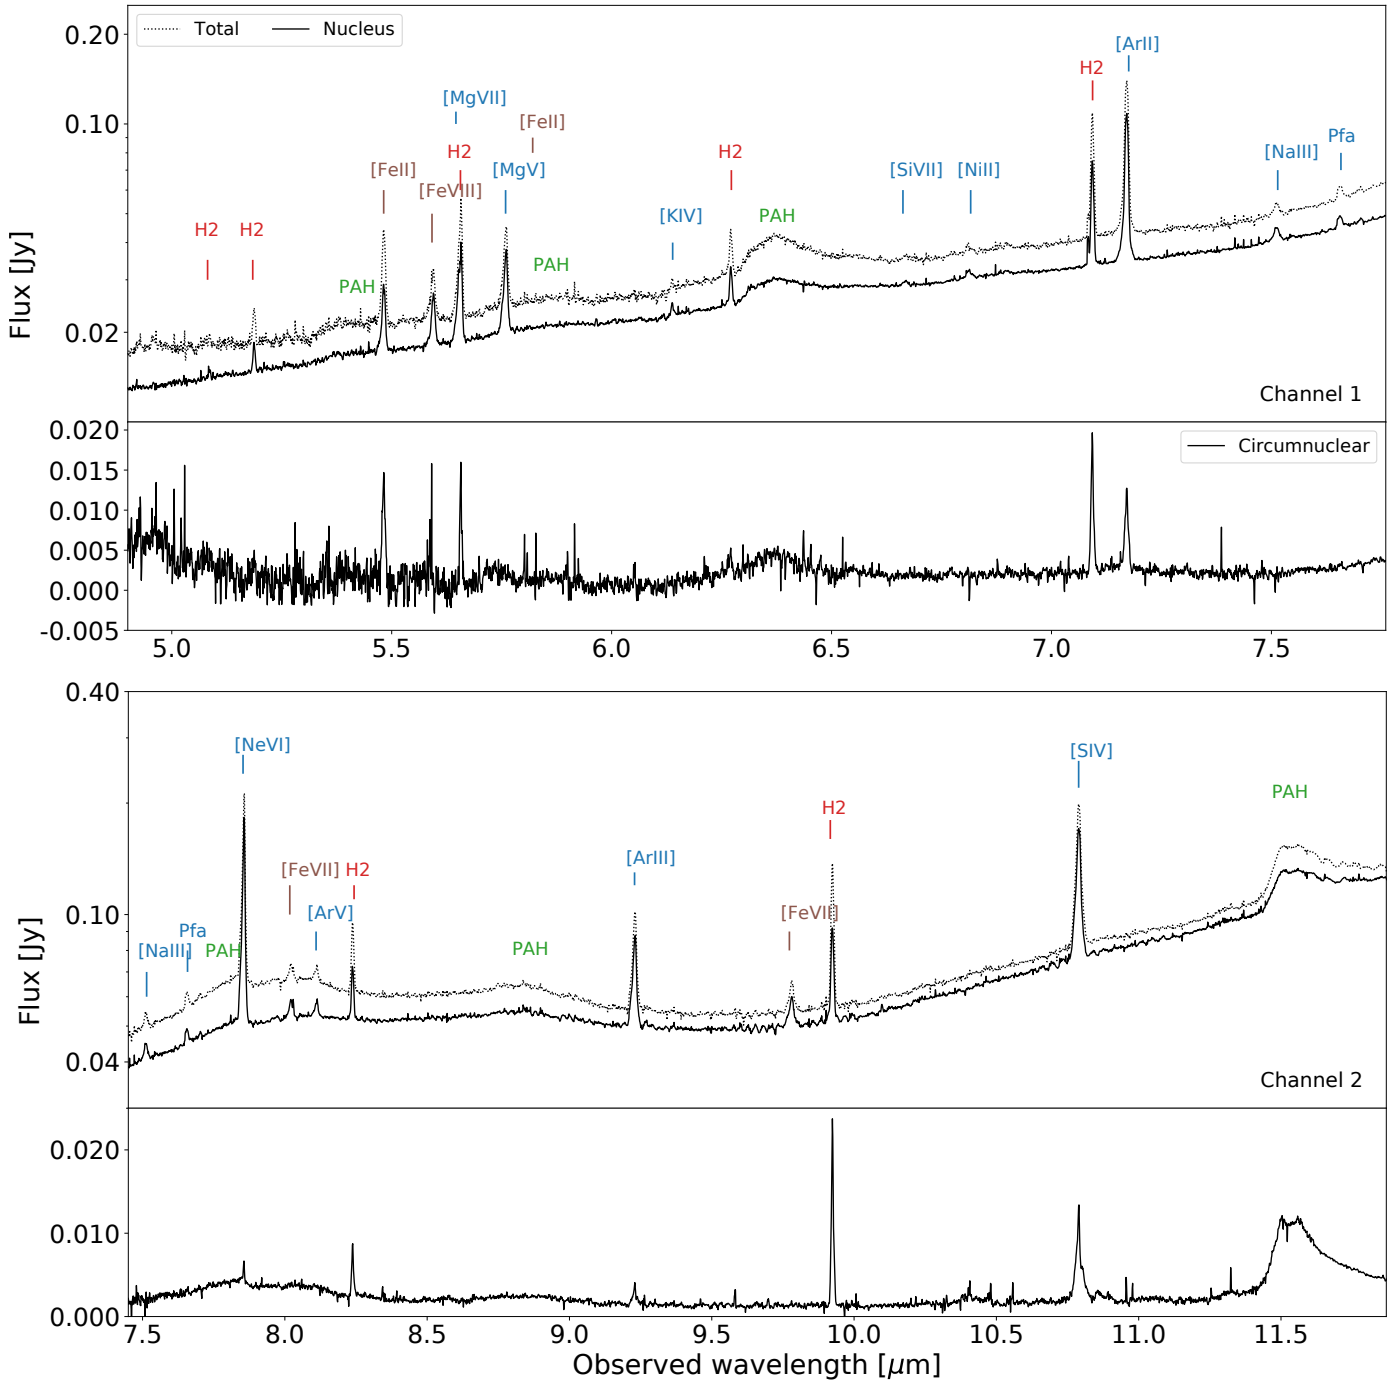 0.20
Total
Nucleus
[ArII]
H2
[MgVII]
0.10
[FeII]
Pfa
H2
H2
[NaIII]
[FeII]
[MgV]
[SiVII]
[NiII]
[FeVIII]
[KIV]
PAH
H2
H2
PAH
PAH
Flux [Jy]
0.02
Channel 1
0.020
Circumnuclear
0.015
0.010
0.005
0.000
-0.005
5.0 5.5 6.0 6.5 7.0 7.5
0.40
[NeVI]
[SIV]
PAH
H2
[FeVII]
H2
[ArIII]
0.10
[ArV]
[FeVII]
Pfa
[NaIII]
PAH
PAH
Flux [Jy]
0.04
Channel 2
0.020
0.010
0.000
7.5 8.0 8.5 9.0 9.5 10.0 10.5 11.0 11.5
Observed wavelength [μm]